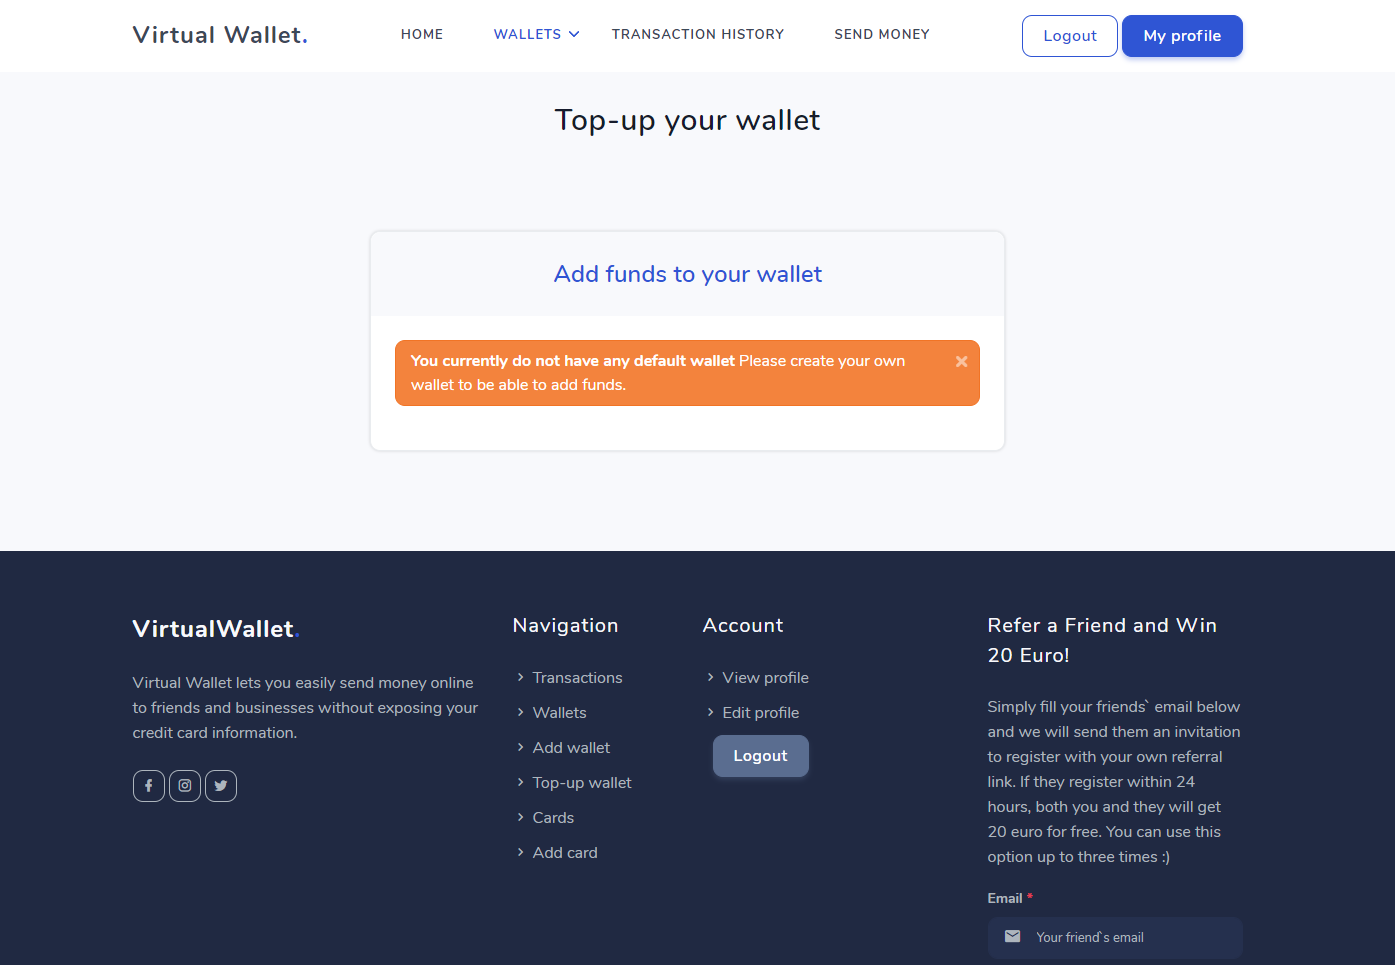 Virtual Wallet.
HOME
WALLETS
TRANSACTION HISTORY
SEND MONEY
Logout
My profile
Top-up your wallet
Add funds to your wallet
You currently do not have any default wallet Please create your own
wallet to be able to add funds.
VirtualWallet.
Virtual Wallet lets you easily send money online
to friends and businesses without exposing your
credit card information.
Navigation
Transactions
Wallets
Add wallet
Top-up wallet
Cards
Add card
Account
View profile
Edit profile
Logout
Refer a Friend and Win
20 Euro!
Simply fill your friends` email below
and we will send them an invitation
to register with your own referral
link. If they register within 24
hours, both you and they will get
20 euro for free. You can use this
option up to three times :)
Email *
Your friend`s email